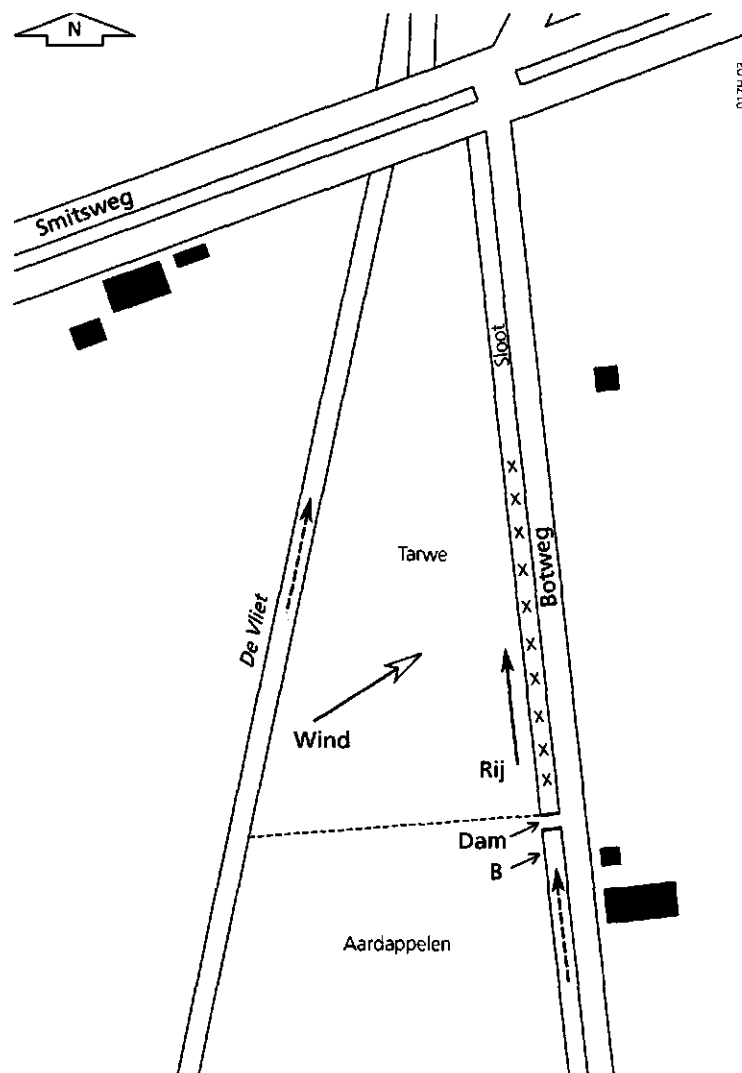 N
Smitsweg
Sloot
Tarwe
Botweg
De Vliet
Wind
Rij
Dam
B
Aardappelen